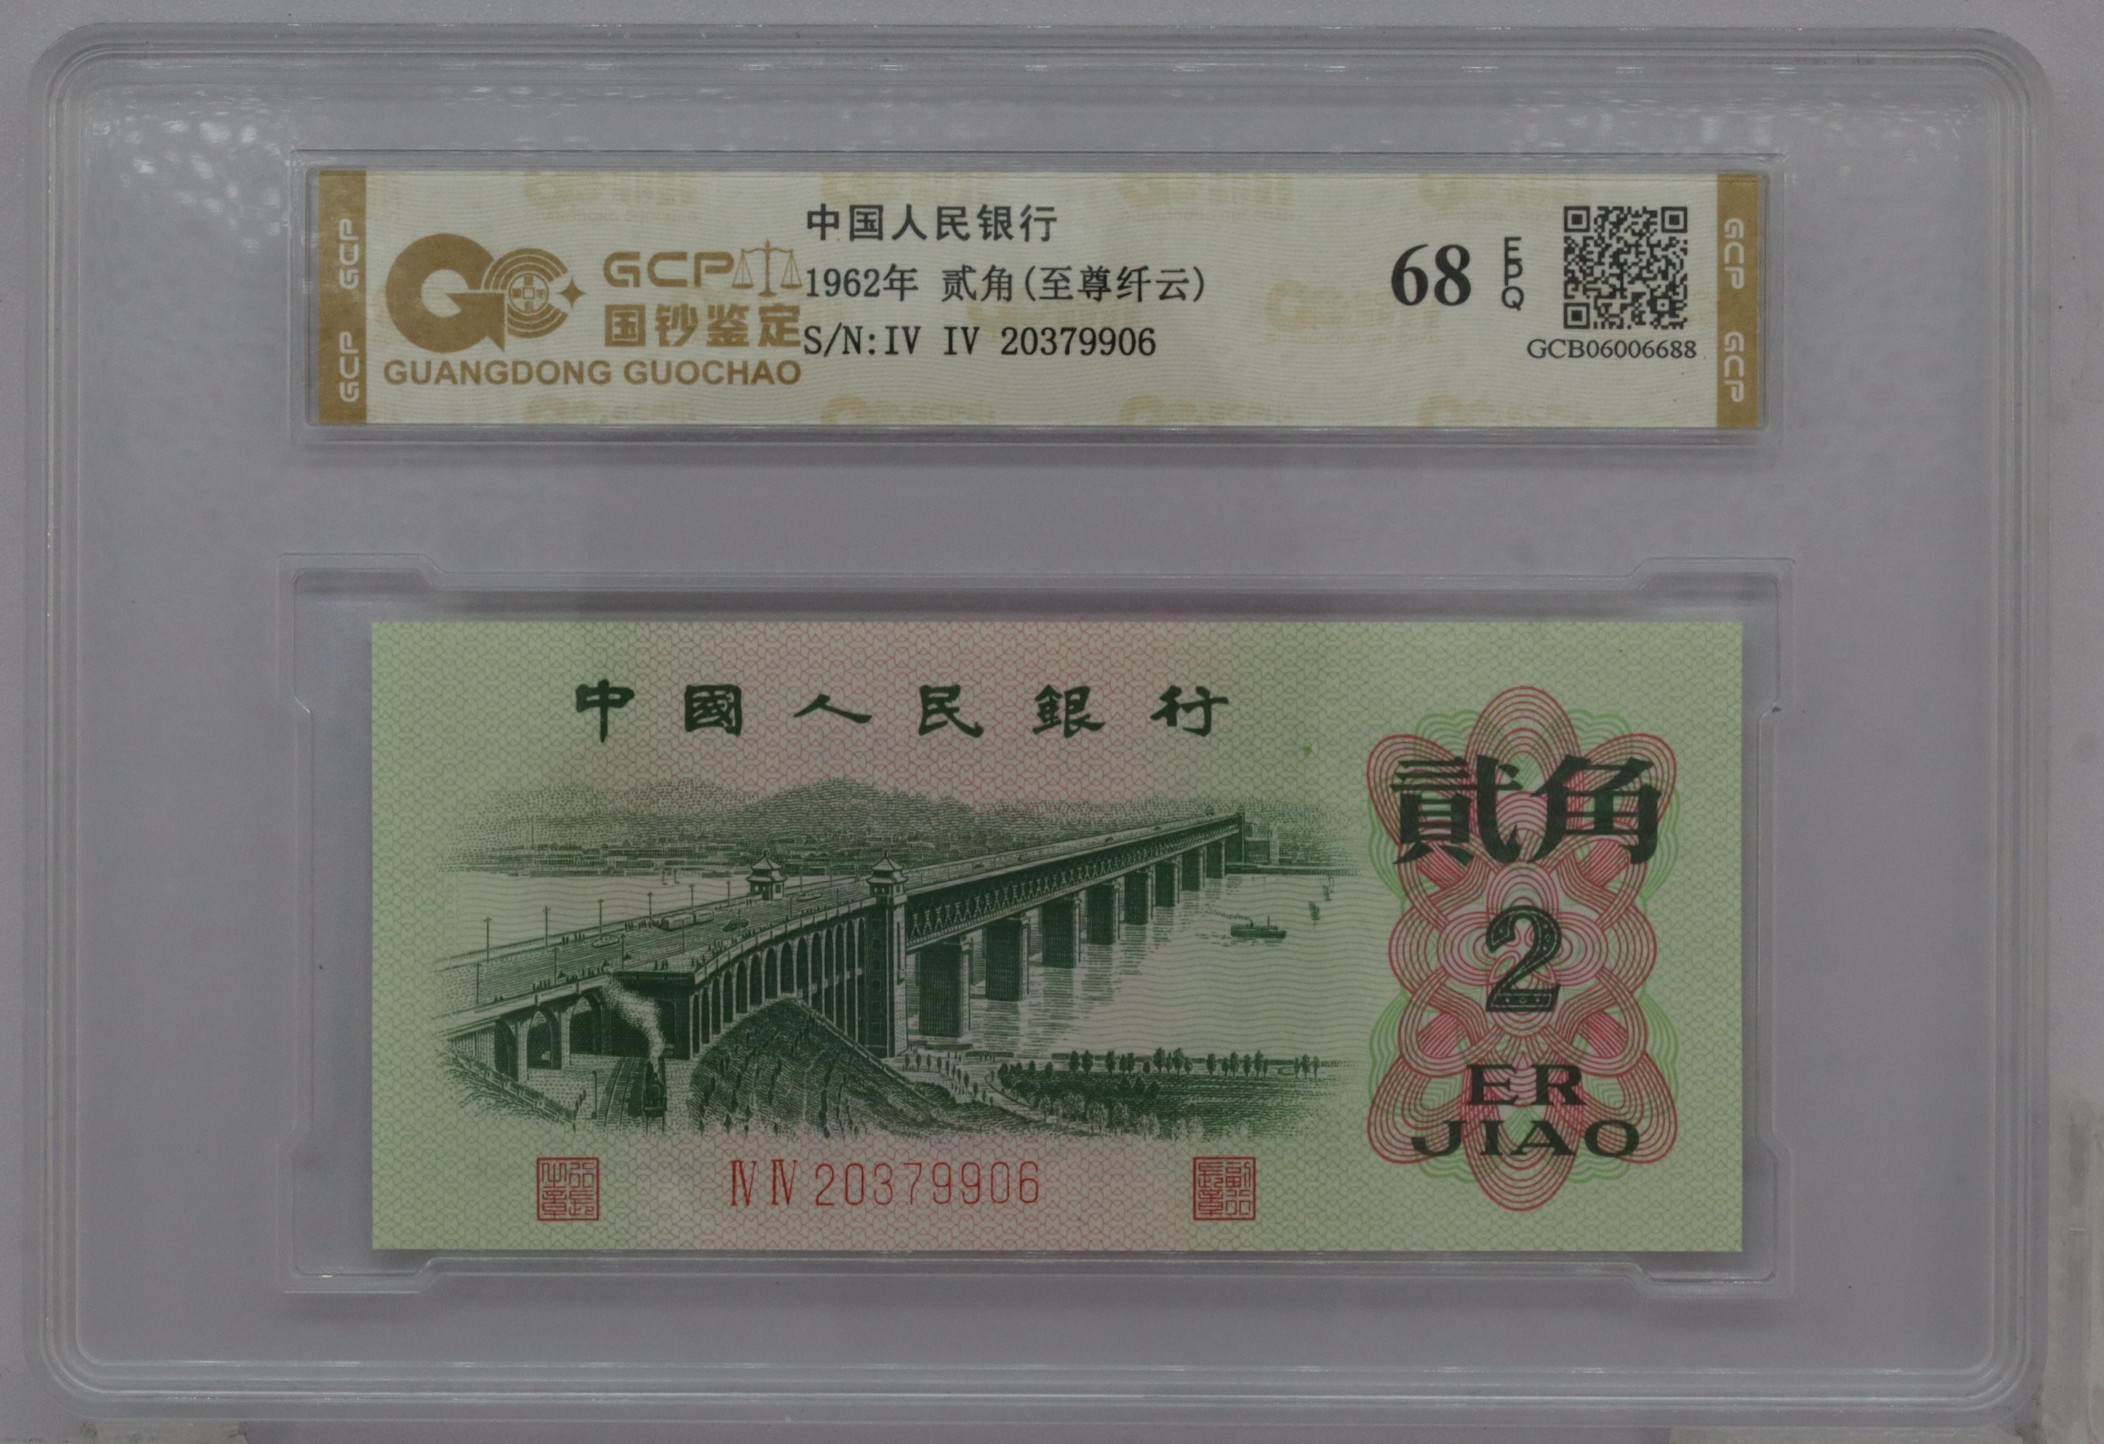 GCP
GCP
GCP
国钞鉴定
GUANGDONG GUOCHAO
中国人民银行
1962年 贰角(至尊纤云)
S/N:IV IV 20379906
68
EPQ
GCB06006688
GCP
GCP
中國人民銀行
貳角
2
ER
JIAO
IV IV 20379906